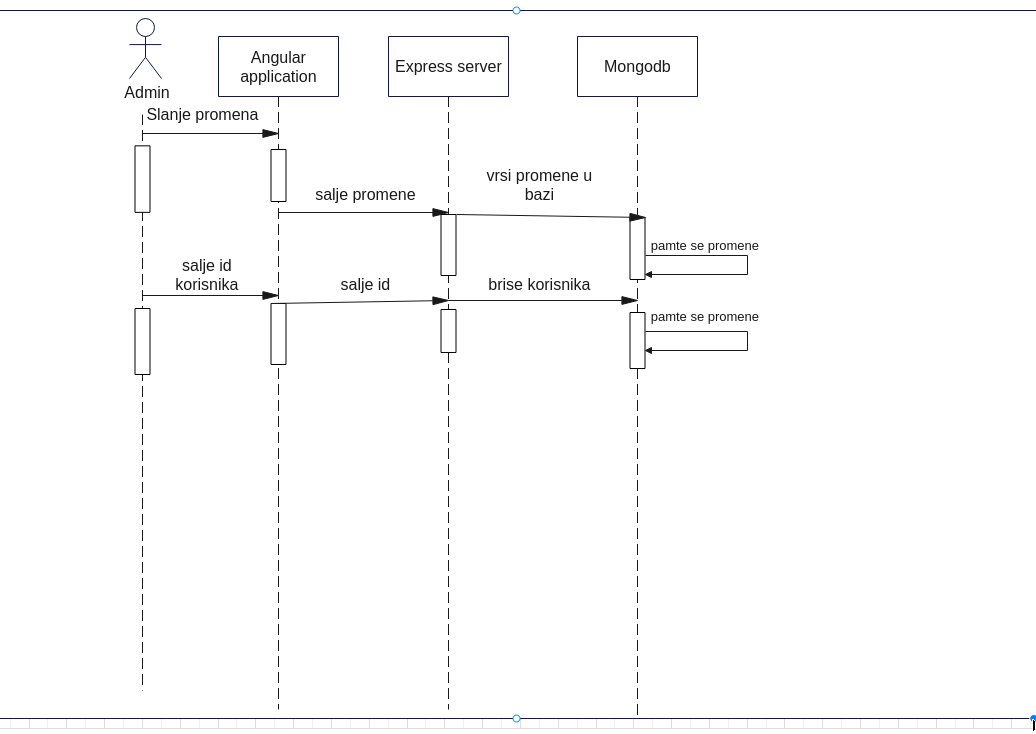 Admin
Angular
application
Express server
Mongodb
Slanje promena
salje promene
vrsi promene u
bazi
pamte se promene
salje id
korisnika
salje id
brise korisnika
pamte se promene